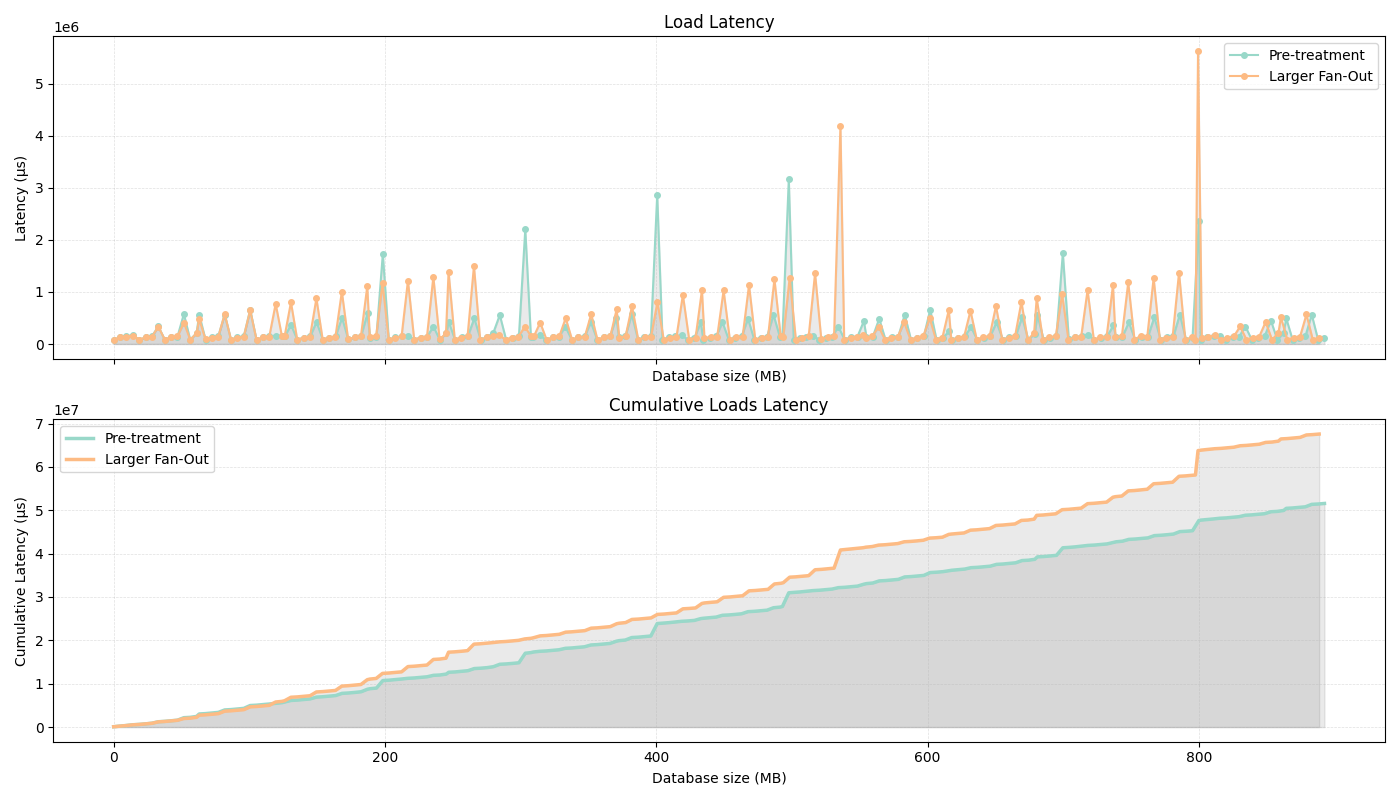 Load Latency
1e6
Pre-treatment
Larger Fan-Out
5
4
3
2
1
0
Latency (µs)
Database size (MB)
Cumulative Loads Latency
1e7
Pre-treatment
Larger Fan-Out
7
6
5
4
3
2
1
0
Cumulative Latency (µs)
0 200 400 600 800
Database size (MB)